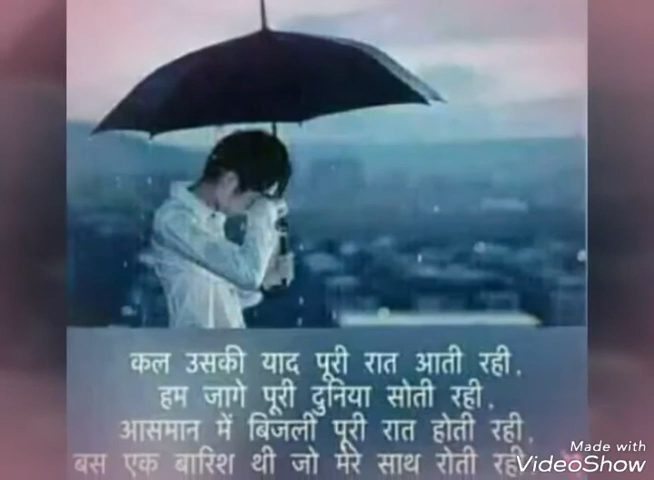 कल उसकी याद पूरी रात आती रही,
हम जागे पूरी दुनिया सोती रही,
आसमान में बिजली पूरी रात होती रही,
बस एक बारिश थी जो मेरे साथ रोती रही
Made with
VideoShow